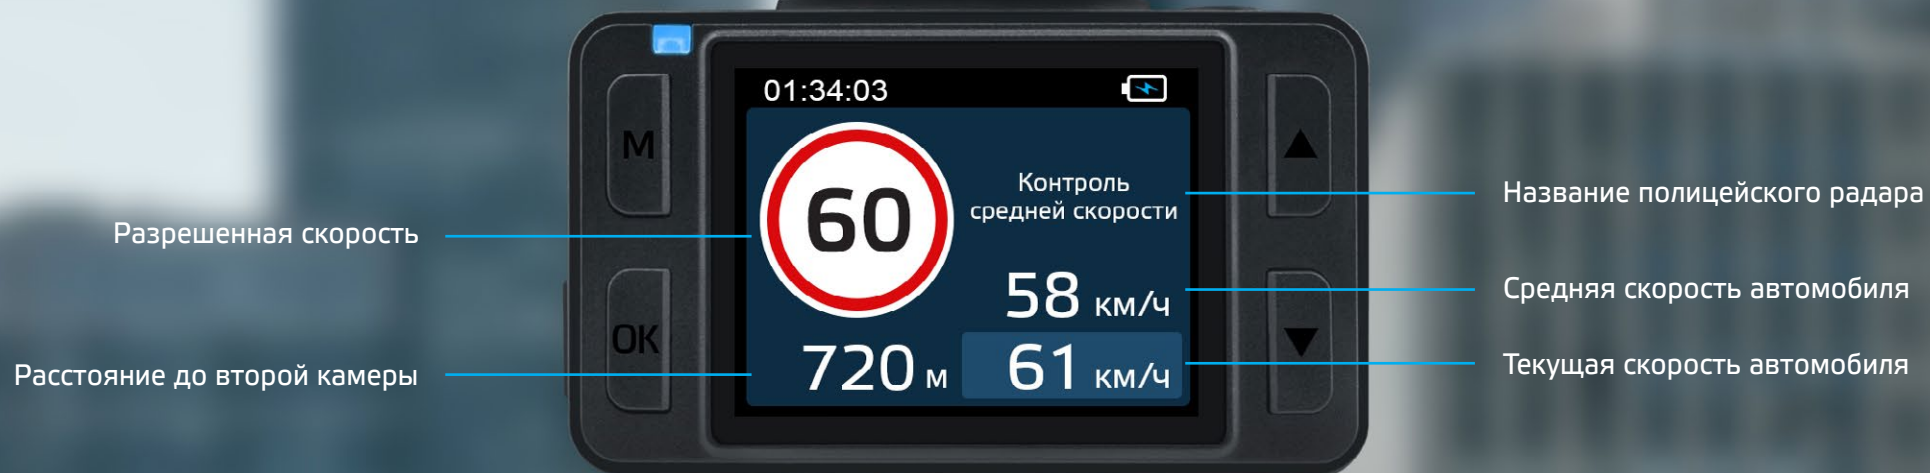 01:34:03
M
60
Контроль
средней скорости
Название полицейского радара
Разрешенная скорость
58 км/ч
Средняя скорость автомобиля
OK
720 м
61 км/ч
Расстояние до второй камеры
Текущая скорость автомобиля